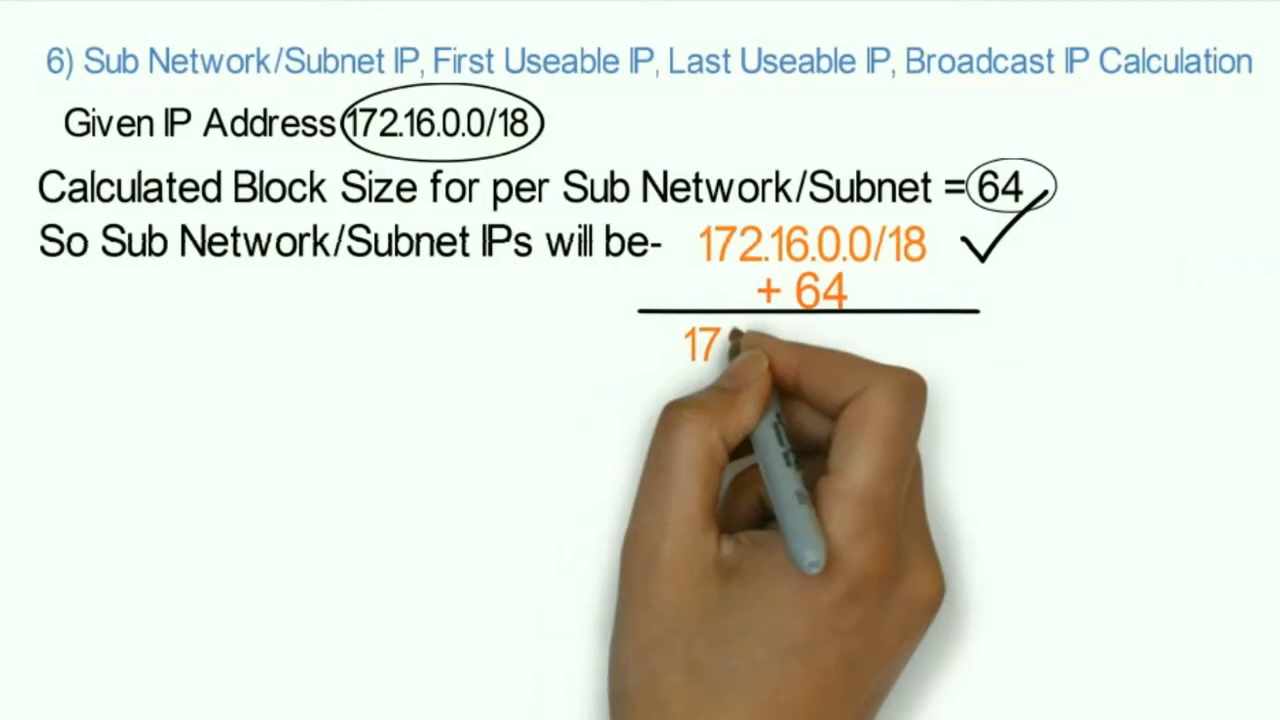 6) Sub Network/Subnet IP, First Useable IP, Last Useable IP, Broadcast IP Calculation
Given IP Address 172.16.0.0/18
Calculated Block Size for per Sub Network/Subnet = 64
So Sub Network/Subnet IPs will be- 172.16.0.0/18
+ 64
17